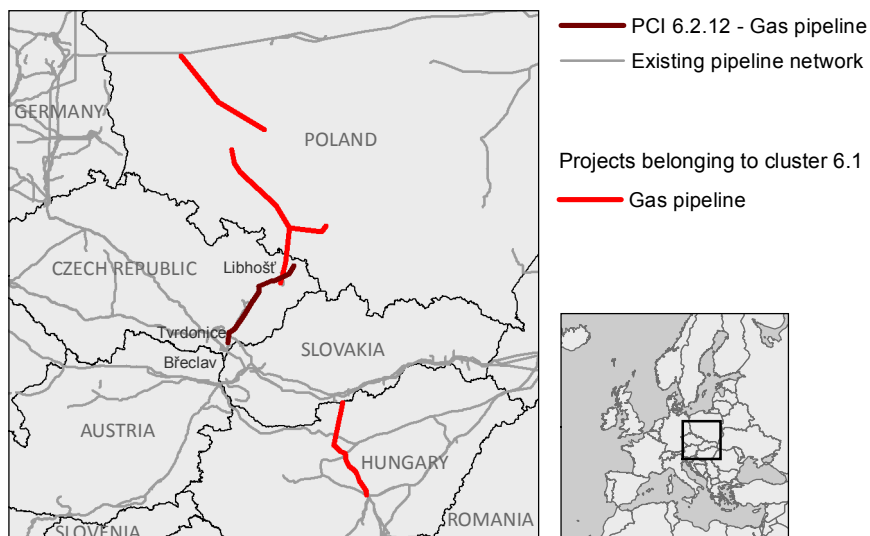 PCI 6.2.12 - Gas pipeline
Existing pipeline network
Projects belonging to cluster 6.1
Gas pipeline
GERMANY
POLAND
CZECH REPUBLIC
Libhošť
Tvrdonice
Břeclav
SLOVAKIA
AUSTRIA
HUNGARY
SLOVENIA
ROMANIA